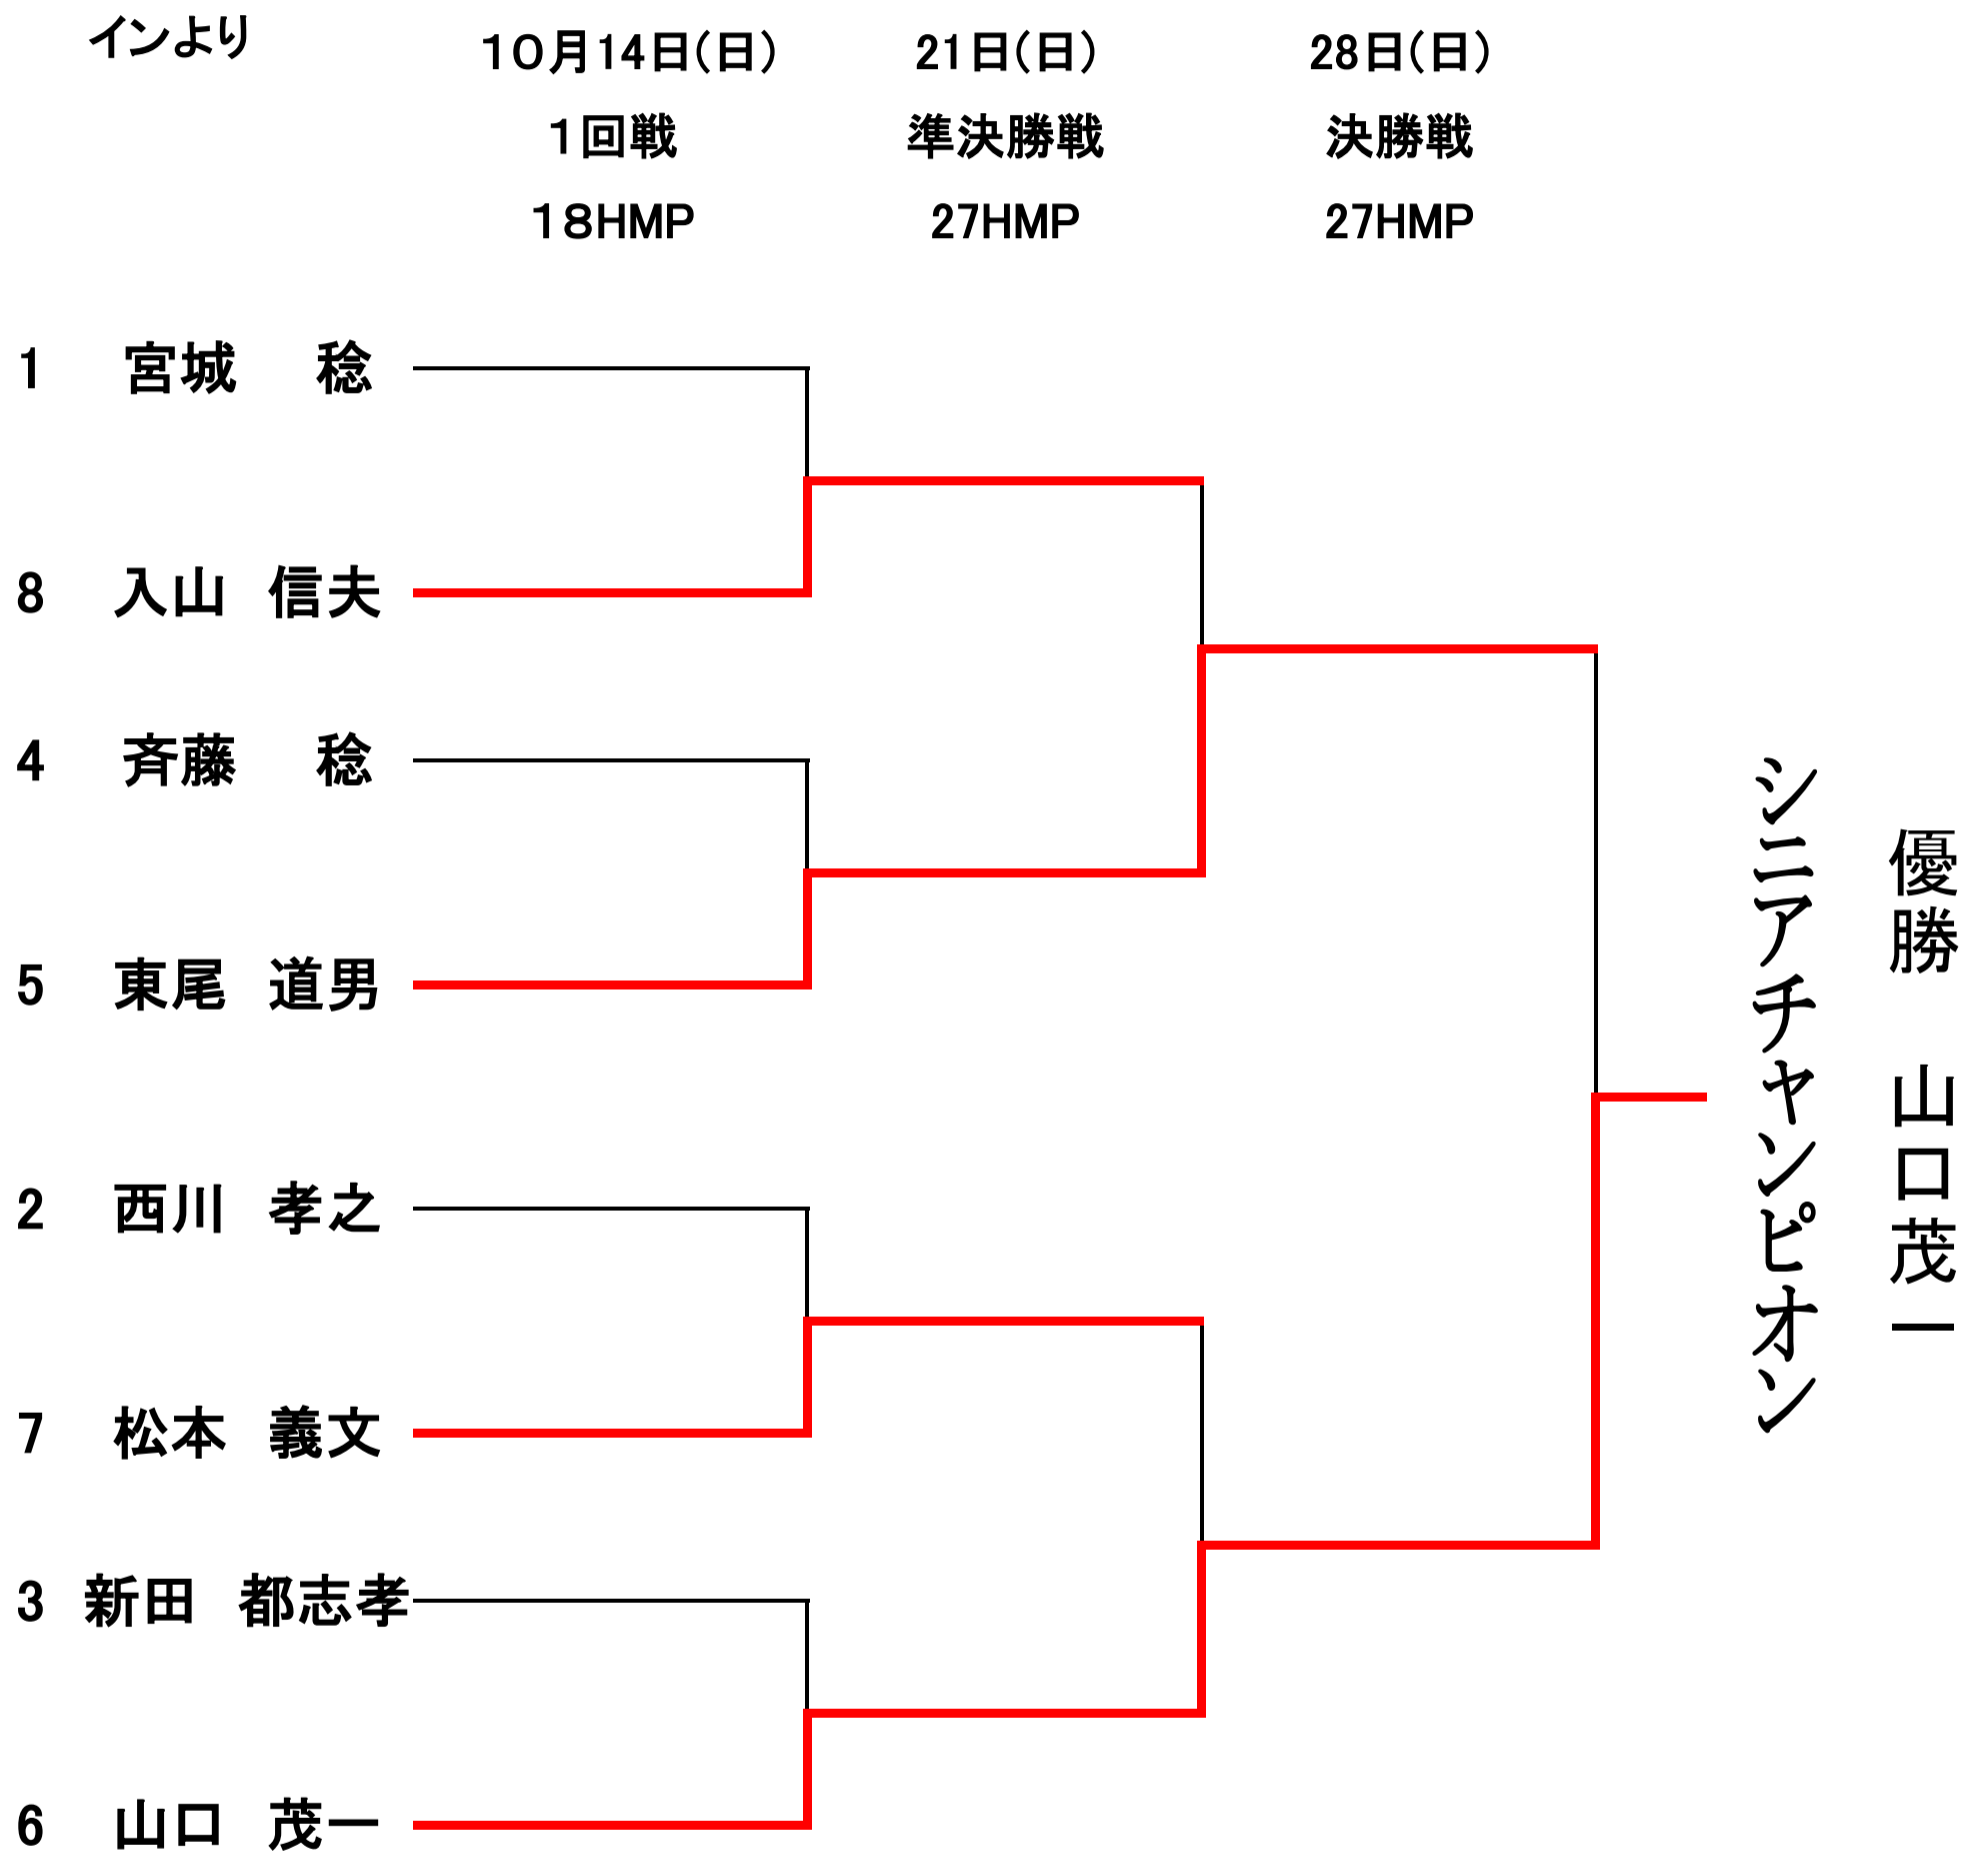 インより
１０月14日(日) 21日(日) 28日(日)
１回戦 準決勝戦 決勝戦
１８HMP 27HMP 27HMP
1 宮城 稔
8 入山 信夫
4 斉藤 稔
5 東尾 道男
2 西川 孝之
7 松本 義文
3 新田 都志孝
6 山口 茂一
優勝 山口茂一
シニアチャンピオン